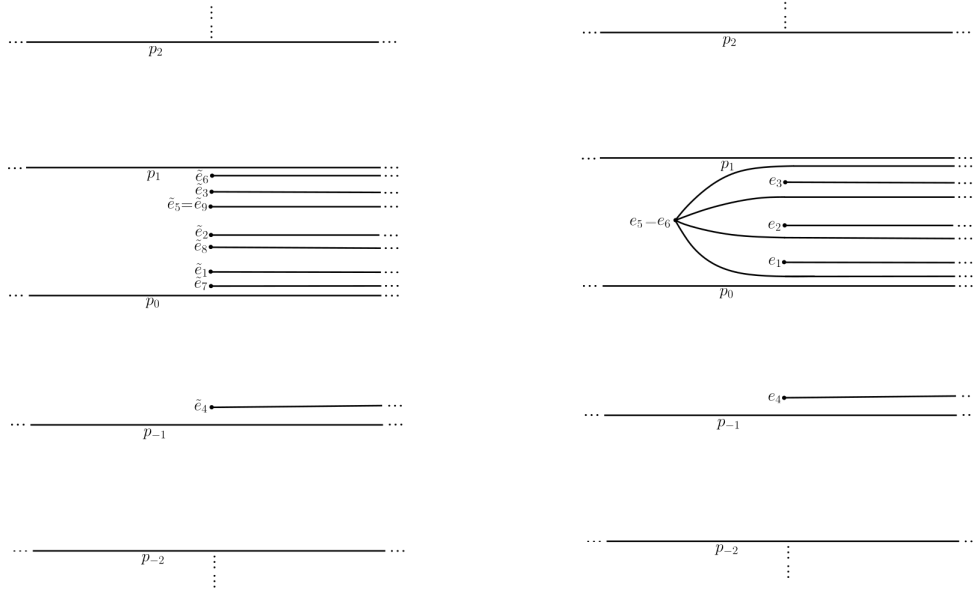 p₂
p₁
ẽ₆
ẽ₃
ẽ₅=ẽ₉
ẽ₂
ẽ₈
ẽ₁
ẽ₇
p₀
ẽ₄
p₋₁
p₋₂
p₂
p₁
e₃
e₅−e₆
e₂
e₁
p₀
e₄
p₋₁
p₋₂